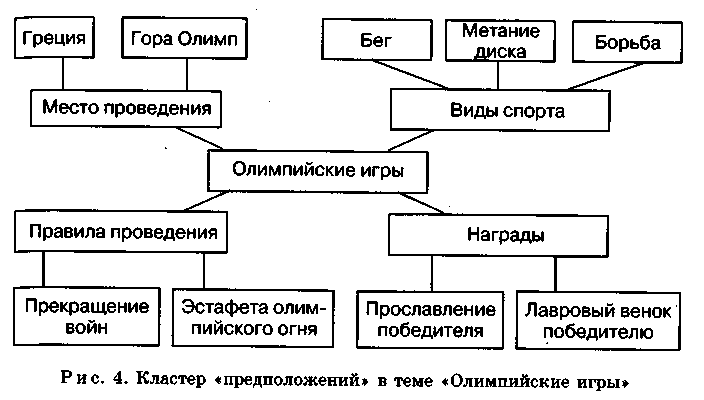 Греция
Гора Олимп
Бег
Метание
диска
Борьба
Место проведения
Виды спорта
Олимпийские игры
Правила проведения
Награды
Прекращение
войн
Эстафета олим-
пийского огня
Прославление
победителя
Лавровый венок
победителю
Рис. 4. Кластер «предположений» в теме «Олимпийские игры»